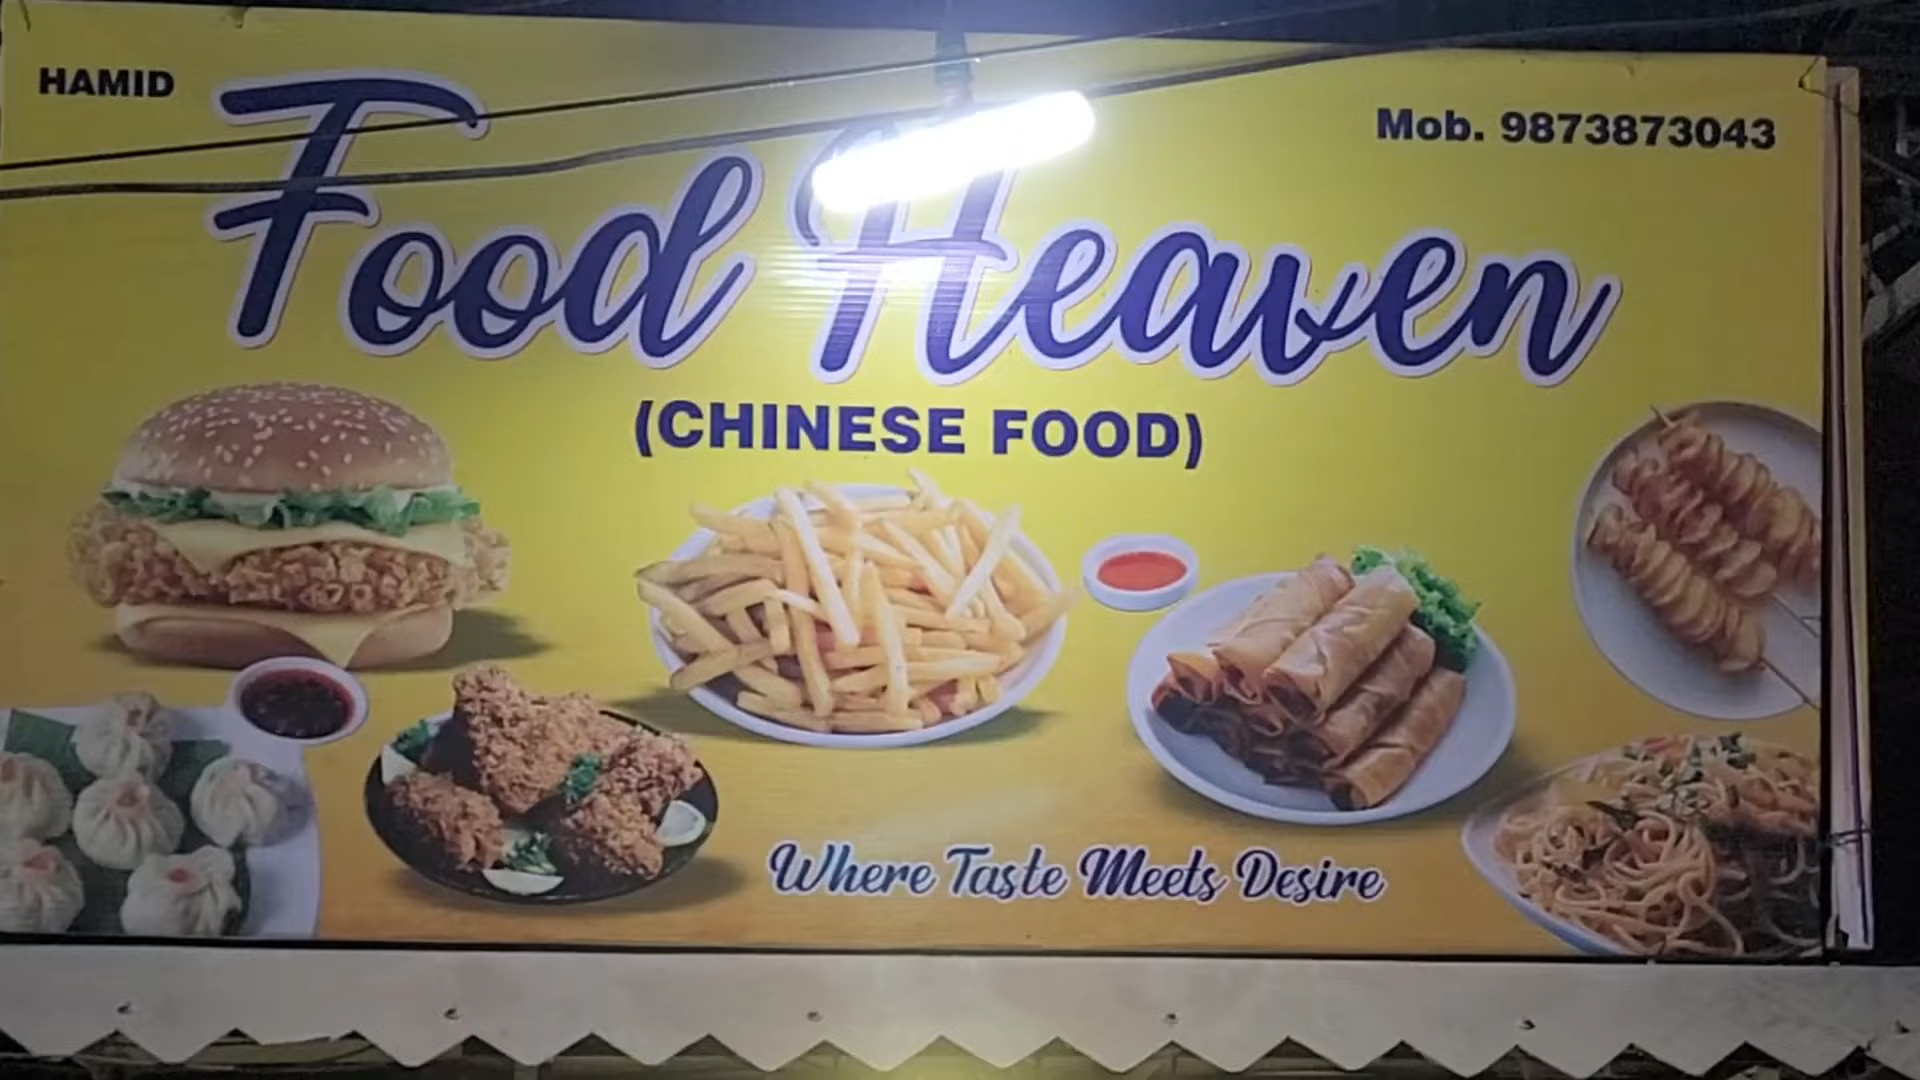 HAMID
Mob. 9873873043
Food Heaven
(CHINESE FOOD)
Where Taste Meets Desire